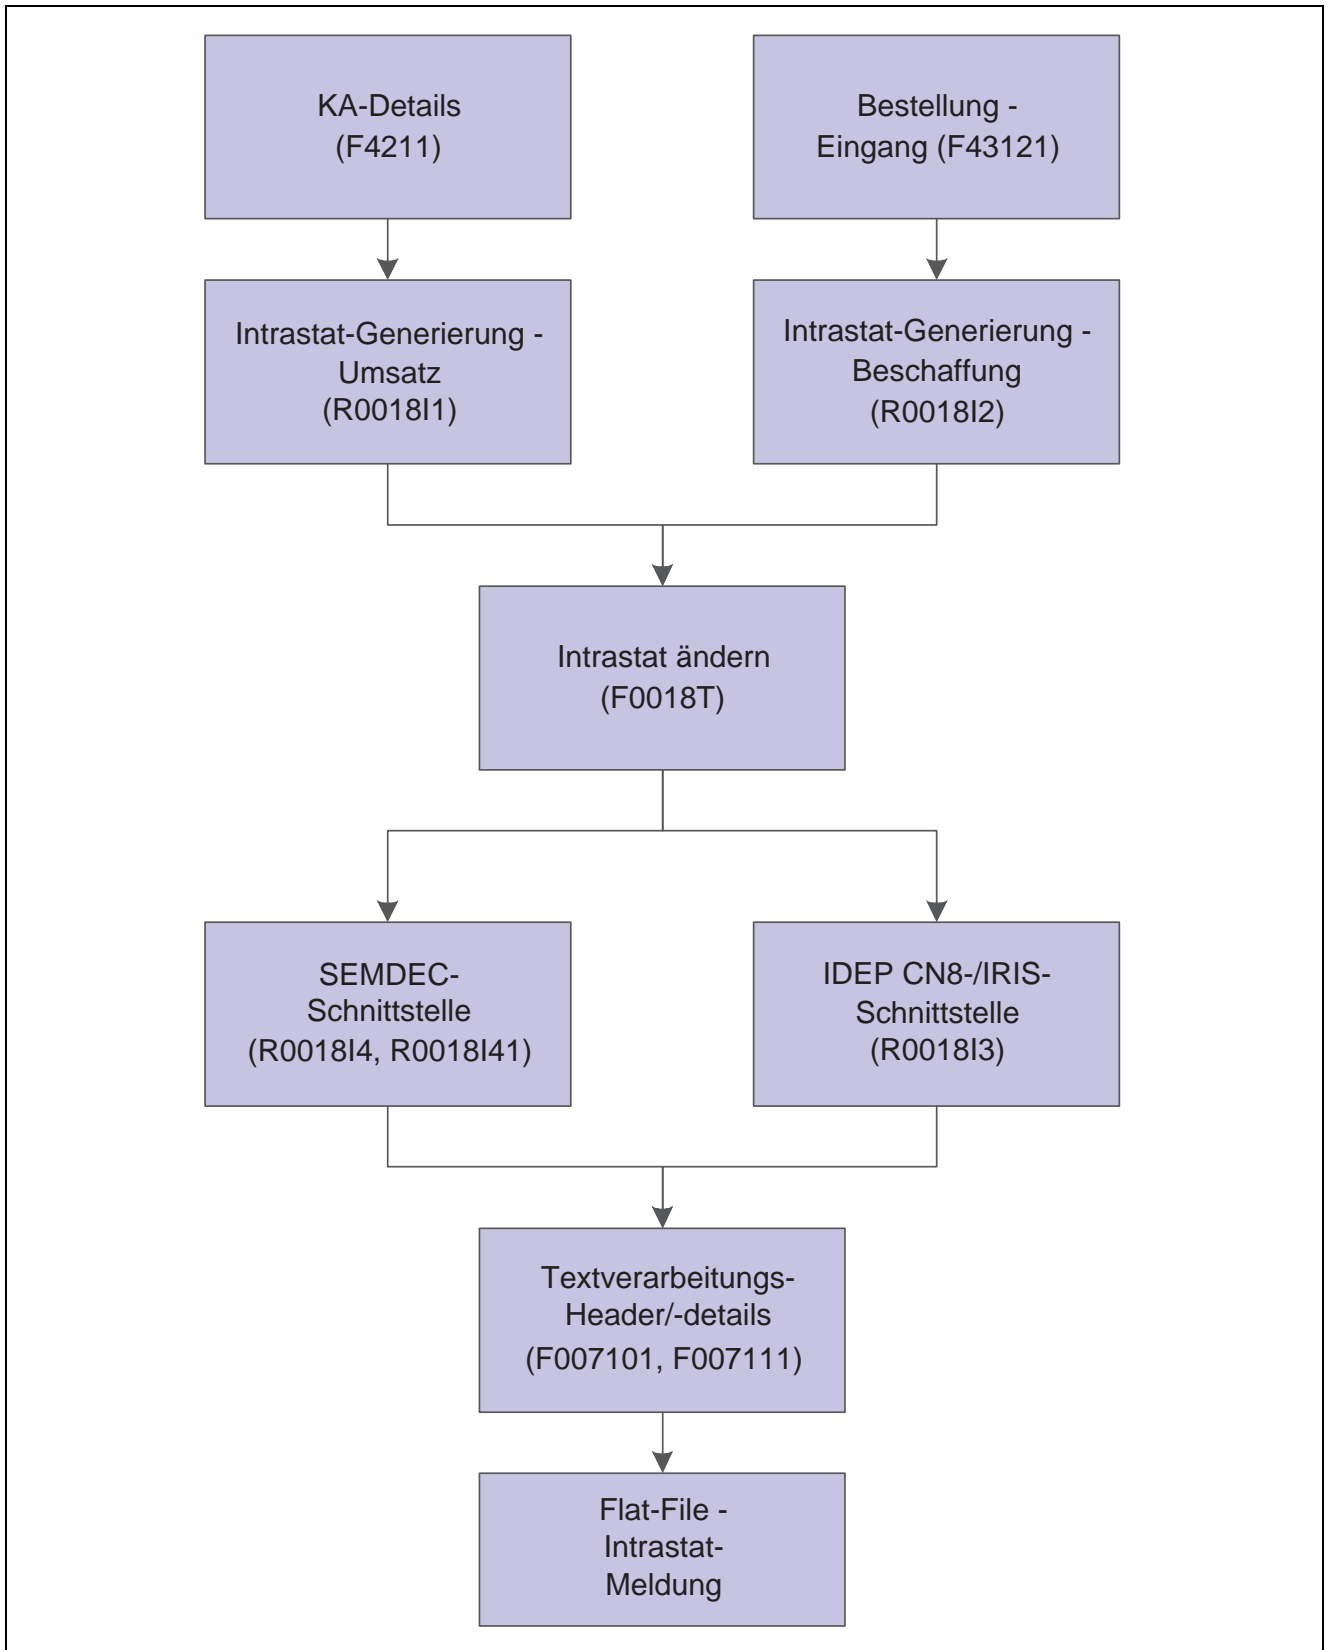 KA-Details
(F4211)
Bestellung -
Eingang (F43121)
Intrastat-Generierung -
Umsatz
(R0018I1)
Intrastat-Generierung -
Beschaffung
(R0018I2)
Intrastat ändern
(F0018T)
SEMDEC-
Schnittstelle
(R0018I4, R0018I41)
IDEP CN8-/IRIS-
Schnittstelle
(R0018I3)
Textverarbeitungs-
Header/-details
(F007101, F007111)
Flat-File -
Intrastat-
Meldung